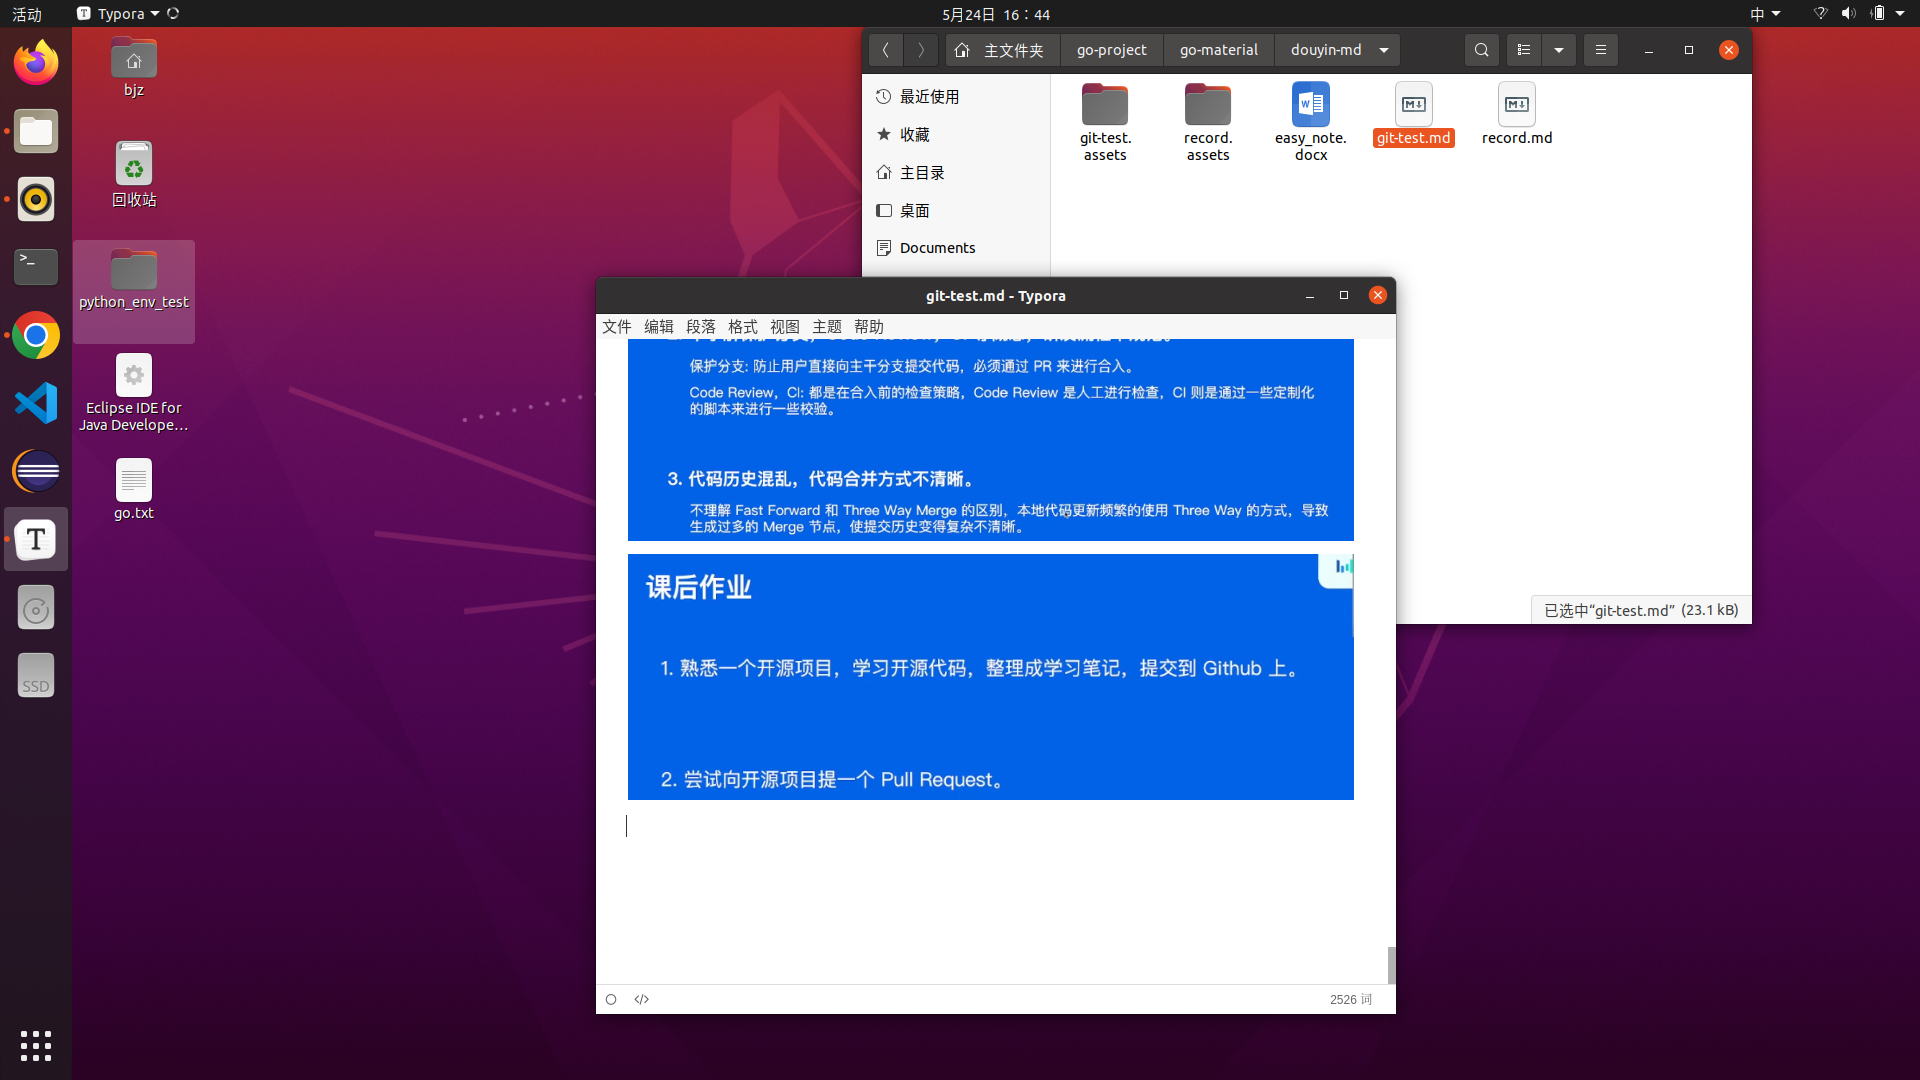 活动
Typora
5月24日 16：44
中
bjz
回收站
python_env_test
Eclipse IDE for
Java Develope...
go.txt
SSD
主文件夹
go-project
go-material
douyin-md
最近使用
收藏
主目录
桌面
Documents
git-test.
assets
record.
assets
easy_note.
docx
git-test.md
record.md
已选中“git-test.md” (23.1 kB)
git-test.md - Typora
文件 编辑 段落 格式 视图 主题 帮助
保护分支: 防止用户直接向主干分支提交代码，必须通过 PR 来进行合入。
Code Review，CI: 都是在合入前的检查策略，Code Review 是人工进行检查，CI 则是通过一些定制化
的脚本来进行一些校验。
3. 代码历史混乱，代码合并方式不清晰。
不理解 Fast Forward 和 Three Way Merge 的区别，本地代码更新频繁的使用 Three Way 的方式，导致
生成过多的 Merge 节点，使提交历史变得复杂不清晰。
课后作业
1. 熟悉一个开源项目，学习开源代码，整理成学习笔记，提交到 Github 上。
2. 尝试向开源项目提一个 Pull Request。
2526 词